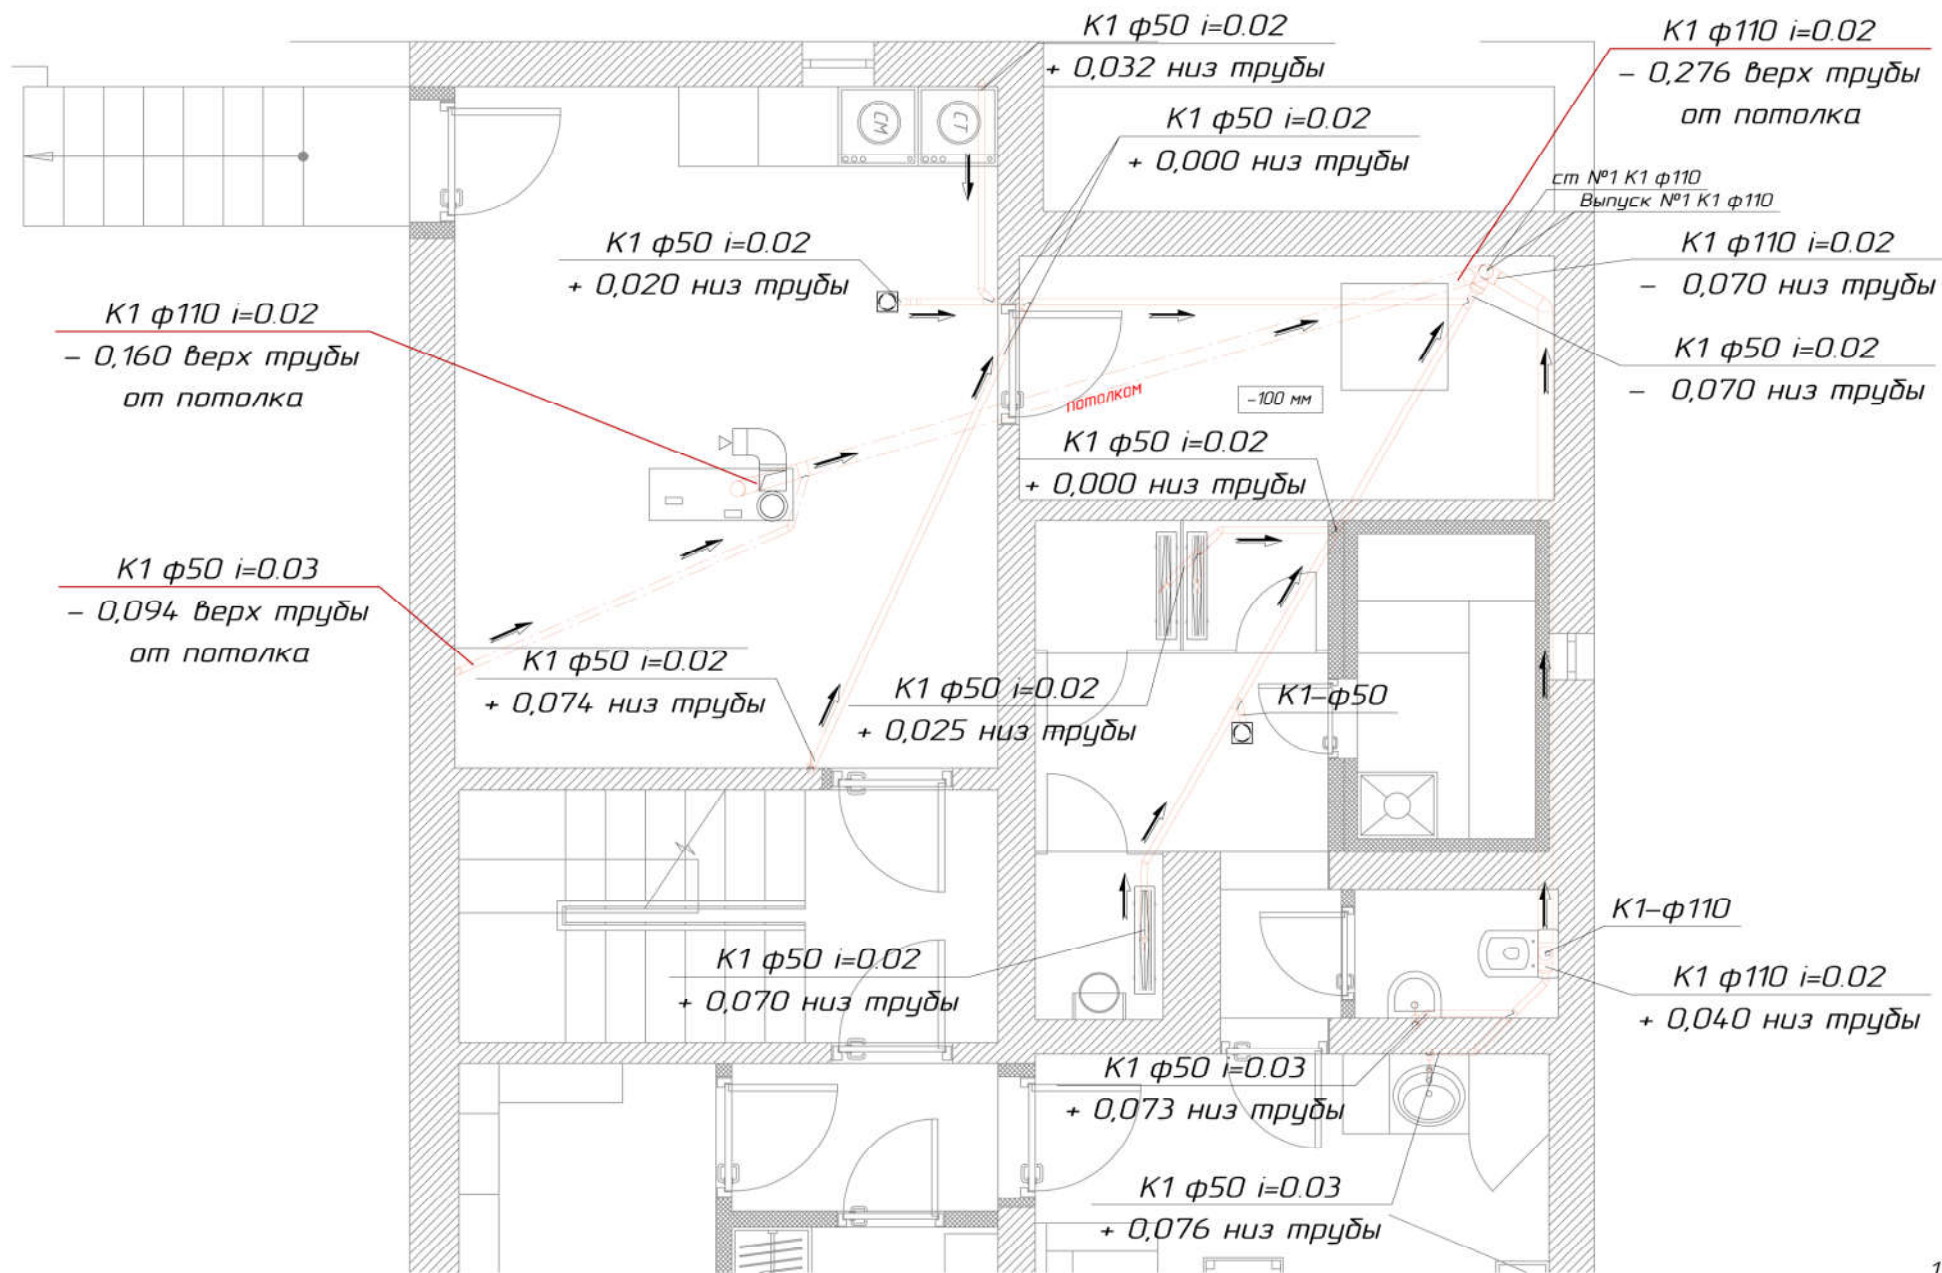 К1 ф50 i=0.02
+ 0,032 низ трубы
К1 ф110 i=0.02
- 0,276 верх трубы
от потолка
К1 ф50 i=0.02
+ 0,000 низ трубы
СМ
СТ
ст №1 К1 ф110
Выпуск №1 К1 ф110
К1 ф50 i=0.02
+ 0,020 низ трубы
К1 ф110 i=0.02
- 0,070 низ трубы
К1 ф110 i=0.02
- 0,160 верх трубы
от потолка
К1 ф50 i=0.02
- 0,070 низ трубы
потолком
-100 мм
К1 ф50 i=0.02
+ 0,000 низ трубы
К1 ф50 i=0.03
- 0,094 верх трубы
от потолка
К1 ф50 i=0.02
+ 0,074 низ трубы
К1 ф50 i=0.02
+ 0,025 низ трубы
К1-ф50
К1-ф110
К1 ф50 i=0.02
+ 0,070 низ трубы
К1 ф110 i=0.02
+ 0,040 низ трубы
К1 ф50 i=0.03
+ 0,073 низ трубы
К1 ф50 i=0.03
+ 0,076 низ трубы
1